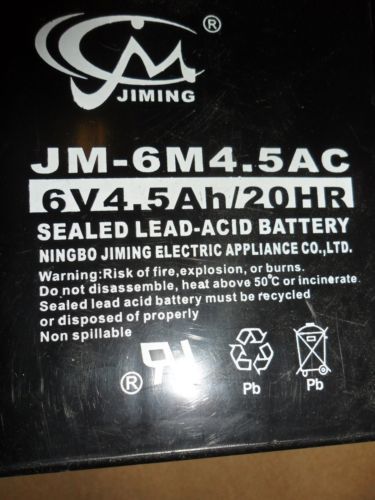 JM
®
JIMING
JM-6M4.5AC
6V4.5Ah/20HR
SEALED LEAD-ACID BATTERY
NINGBO JIMING ELECTRIC APPLIANCE CO.,LTD.
Warning:Risk of fire,explosion, or burns.
Do not disassemble, heat above 50°C or incinerate.
Sealed lead acid battery must be recycled
or disposed of properly
Non spillable
®
Pb
Pb